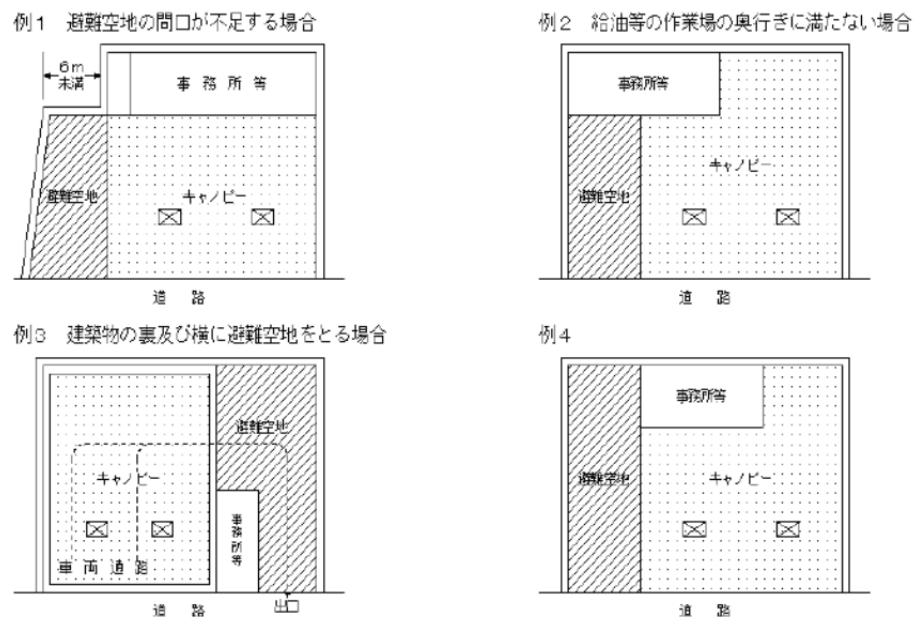 例1 避難空地の間口が不足する場合
6m
未満
事務所等
避難空地
キャノピー
道路
例2 給油等の作業場の奥行きに満たない場合
事務所等
キャノピー
避難空地
道路
例3 建築物の裏及び横に避難空地をとる場合
避難空地
キャノピー
事務所等
車両通路
道路
出口
例4
事務所等
避難空地
キャノピー
道路